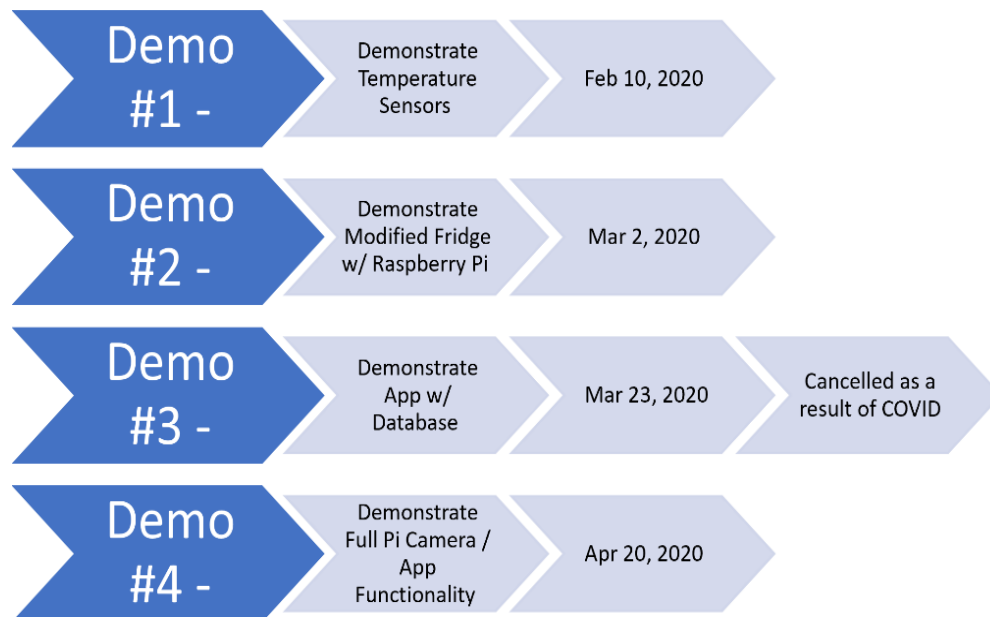 Demo
#1 -
Demonstrate
Temperature
Sensors
Feb 10, 2020
Demo
#2 -
Demonstrate
Modified Fridge
w/ Raspberry Pi
Mar 2, 2020
Demo
#3 -
Demonstrate
App w/
Database
Mar 23, 2020
Cancelled as a
result of COVID
Demo
#4 -
Demonstrate
Full Pi Camera /
App
Functionality
Apr 20, 2020